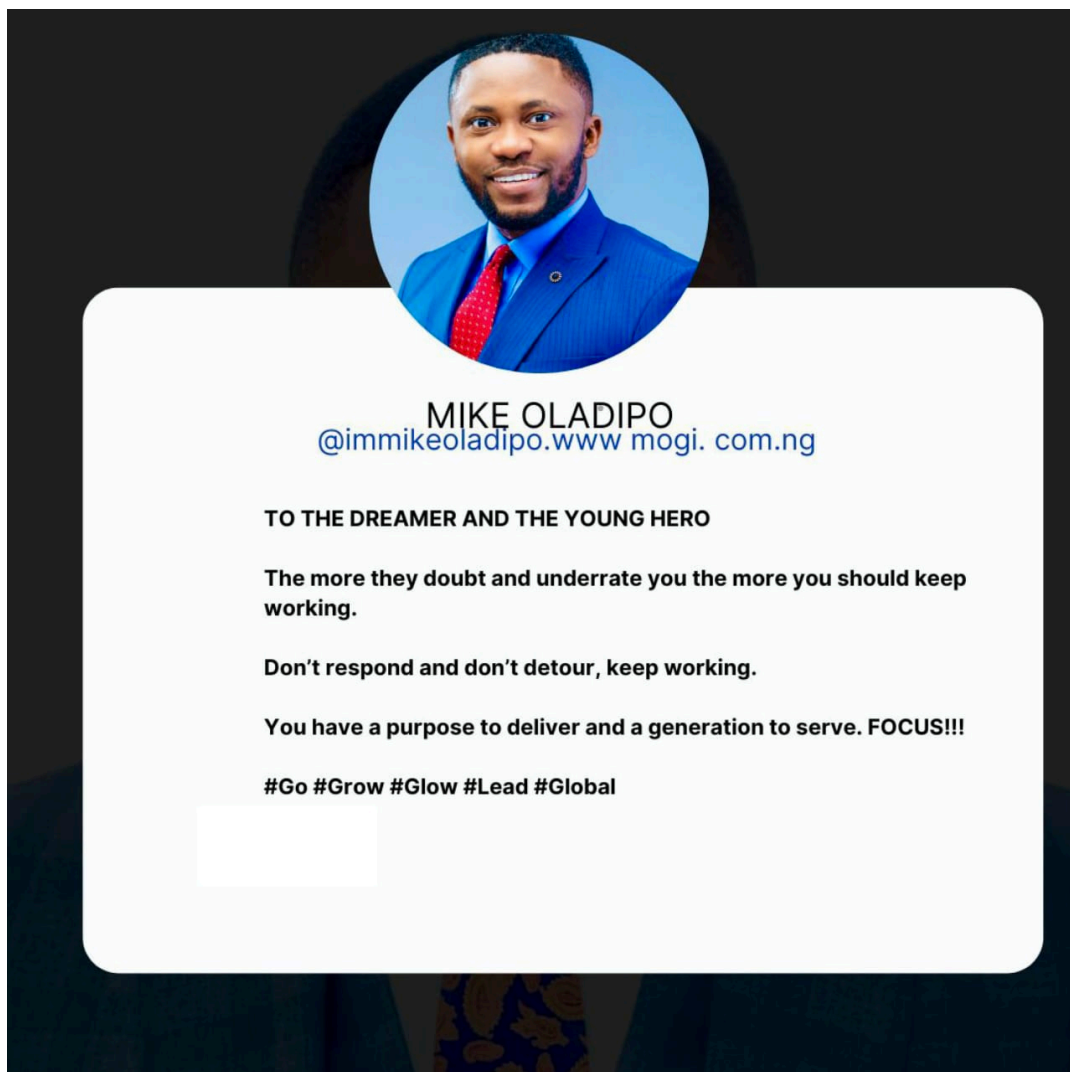 MIKE OLADIPO
@immikeoladipo.www mogi. com.ng
TO THE DREAMER AND THE YOUNG HERO
The more they doubt and underrate you the more you should keep
working.
Don’t respond and don’t detour, keep working.
You have a purpose to deliver and a generation to serve. FOCUS!!!
#Go #Grow #Glow #Lead #Global